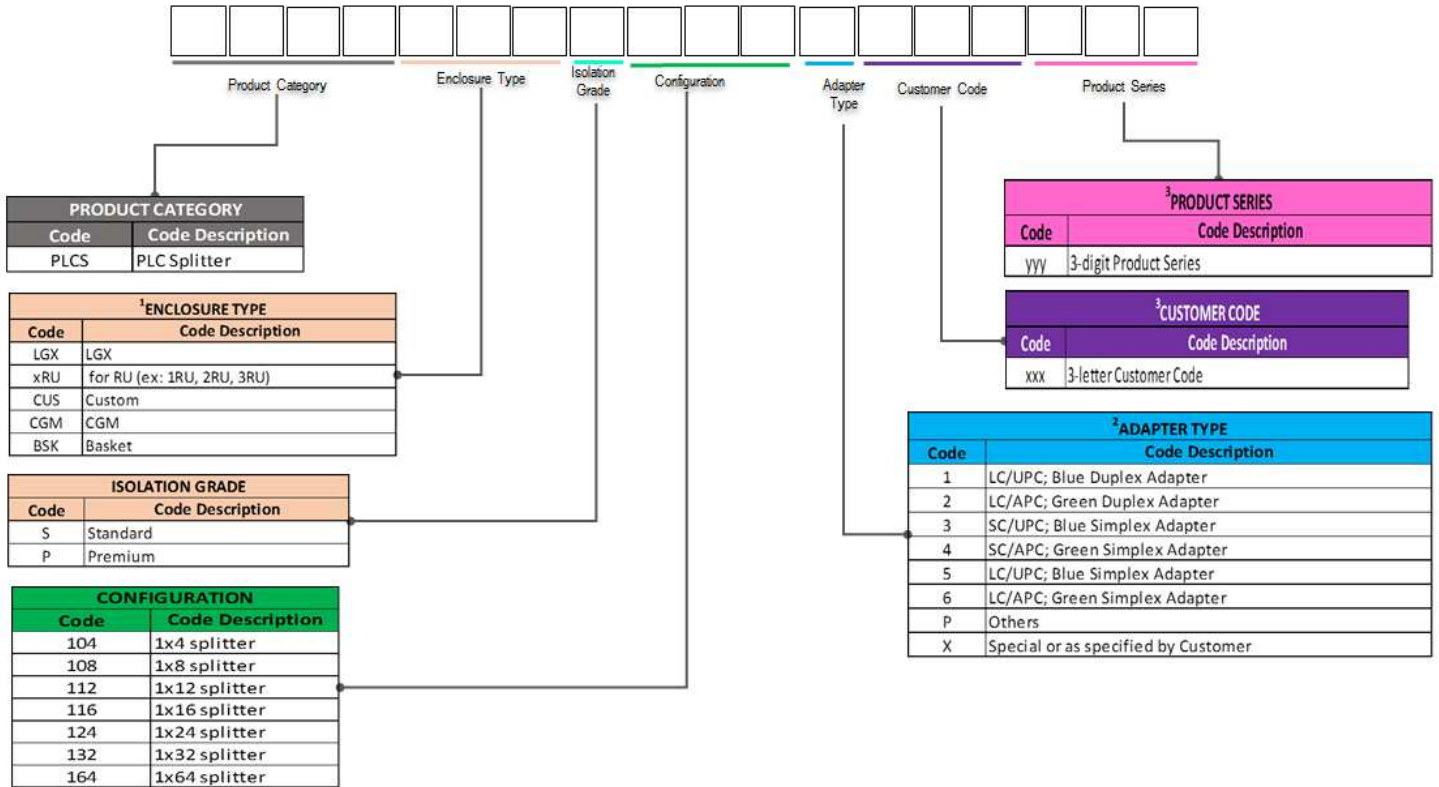 Product Category
Enclosure Type
Isolation
Grade
Configuration
Adapter
Type
Customer Code
Product Series
PRODUCT CATEGORY
Code Code Description
PLCS PLC Splitter
1ENCLOSURE TYPE
Code Code Description
LGX LGX
xRU for RU (ex: 1RU, 2RU, 3RU)
CUS Custom
CGM CGM
BSK Basket
ISOLATION GRADE
Code Code Description
S Standard
P Premium
CONFIGURATION
Code Code Description
104 1x4 splitter
108 1x8 splitter
112 1x12 splitter
116 1x16 splitter
124 1x24 splitter
132 1x32 splitter
164 1x64 splitter
3PRODUCT SERIES
Code Code Description
yyy 3-digit Product Series
3CUSTOMER CODE
Code Code Description
xxx 3-letter Customer Code
2ADAPTER TYPE
Code Code Description
1 LC/UPC; Blue Duplex Adapter
2 LC/APC; Green Duplex Adapter
3 SC/UPC; Blue Simplex Adapter
4 SC/APC; Green Simplex Adapter
5 LC/UPC; Blue Simplex Adapter
6 LC/APC; Green Simplex Adapter
P Others
X Special or as specified by Customer